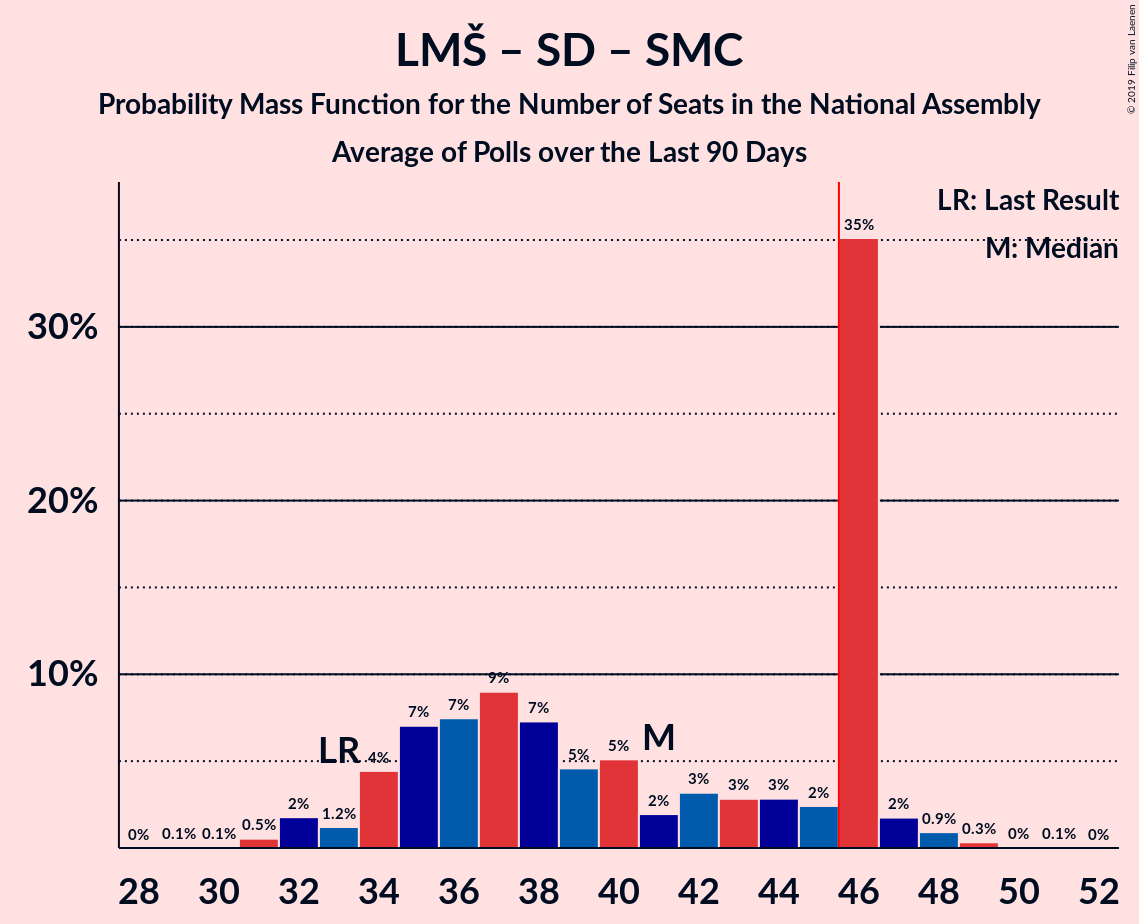 LMŠ – SD – SMC
Probability Mass Function for the Number of Seats in the National Assembly
Average of Polls over the Last 90 Days
© 2019 Filip van Laenen
LR: Last Result
M: Median
30%
20%
10%
0% 0.1% 0.1% 0.5% 2% 1.2% 4% 7% 7% 9% 7% 5% 5% 2% 3% 3% 3% 2% 35% 2% 0.9% 0.3% 0% 0.1% 0%
LR M
28 30 32 34 36 38 40 42 44 46 48 50 52